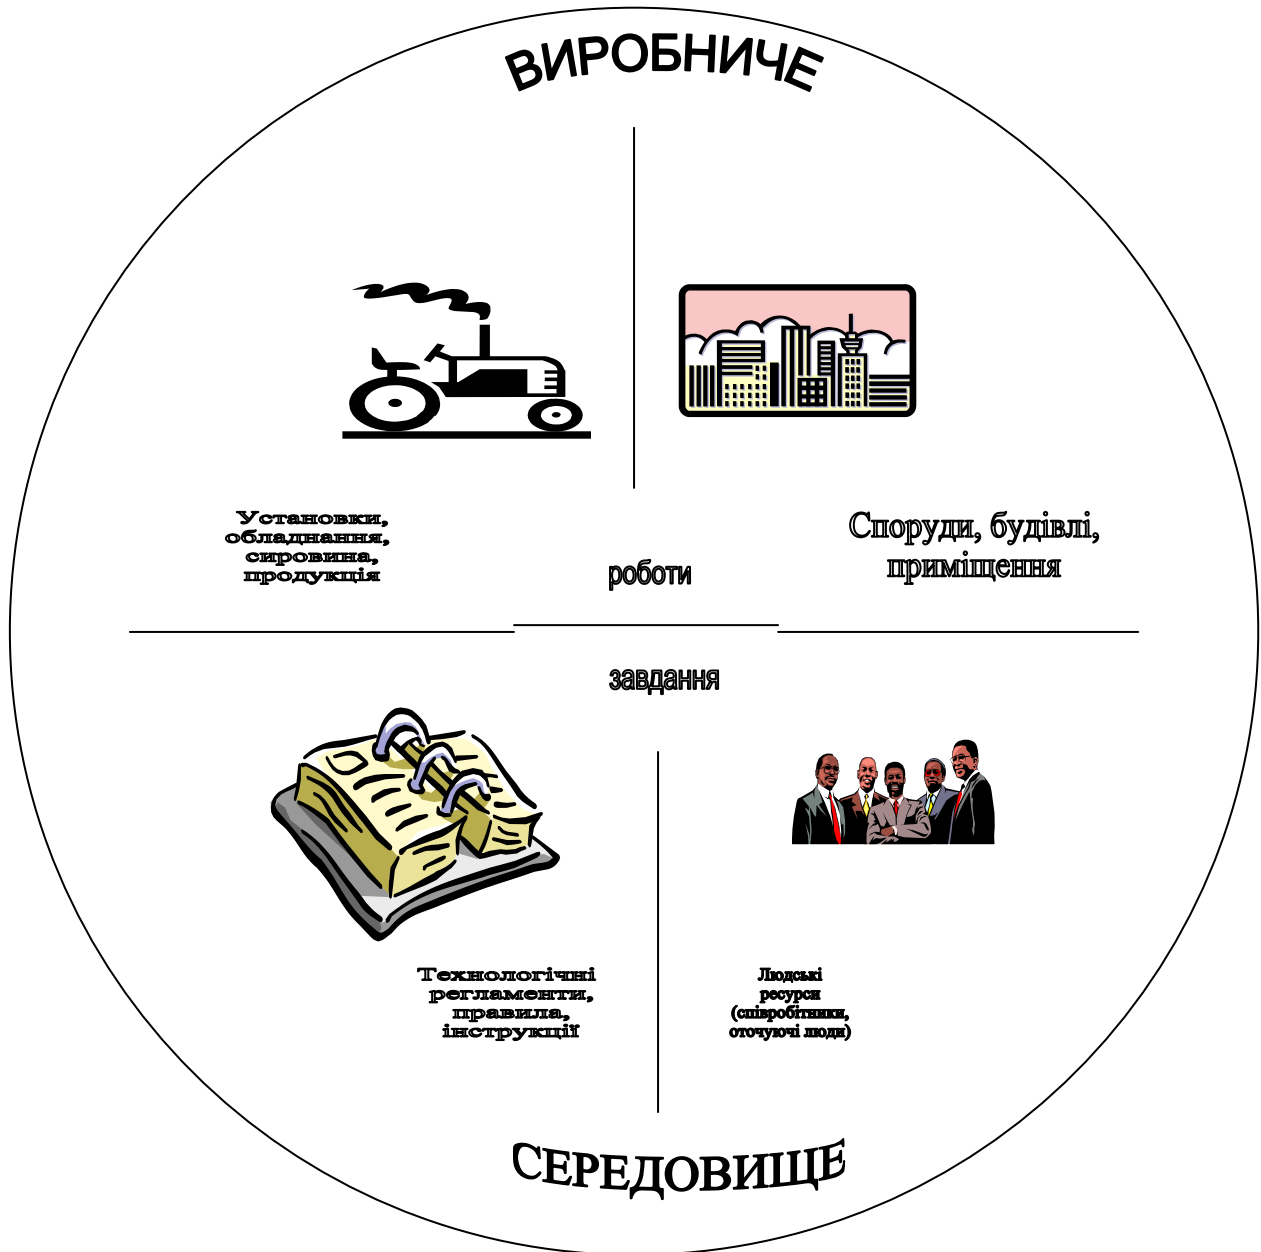 ВИРОБНИЧЕ
Установки,
обладнання,
сировина,
продукція
Споруди, будівлі,
приміщення
роботи
завдання
Технологічні
регламенти,
правила,
інструкції
Людські
ресурси
(співробітники,
оточуючі люди)
СЕРЕДОВИЩЕ